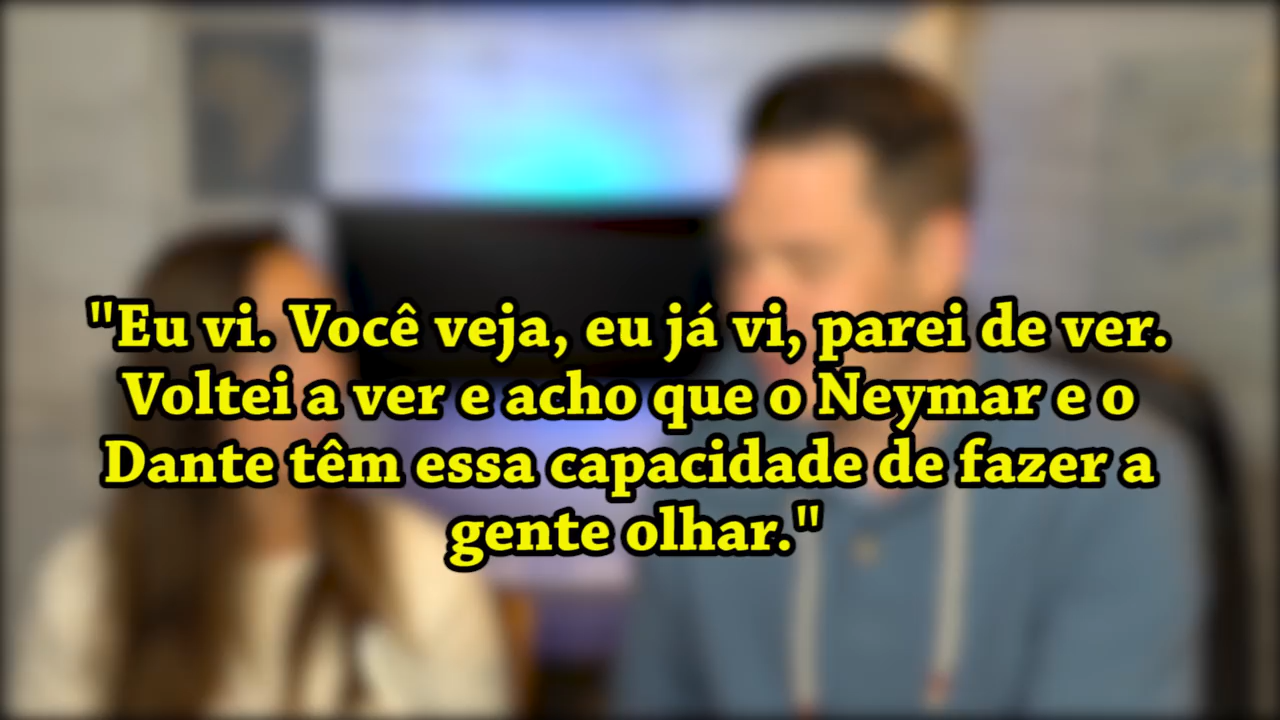 "Eu vi. Você veja, eu já vi, parei de ver.
Voltei a ver e acho que o Neymar e o
Dante têm essa capacidade de fazer a
gente olhar."